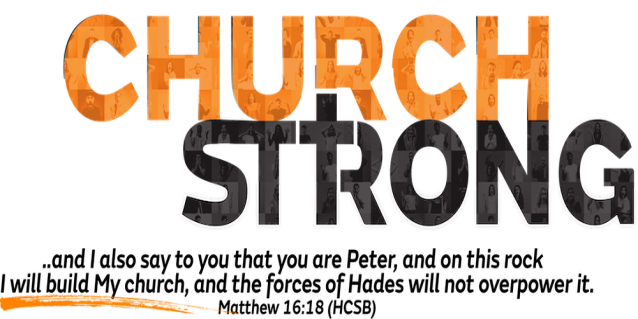 CHURCH
STRONG
..and I also say to you that you are Peter, and on this rock
I will build My church, and the forces of Hades will not overpower it.
Matthew 16:18 (HCSB)